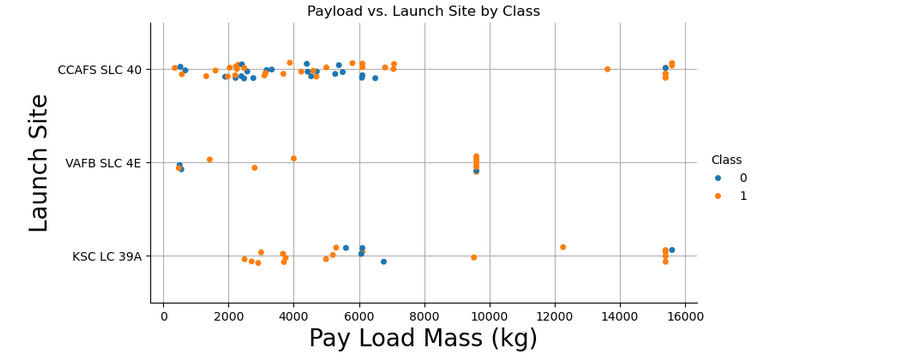 Payload vs. Launch Site by Class
Launch Site
CCAFS SLC 40
VAFB SLC 4E
KSC LC 39A
0 2000 4000 6000 8000 10000 12000 14000 16000
Pay Load Mass (kg)
Class
0
1